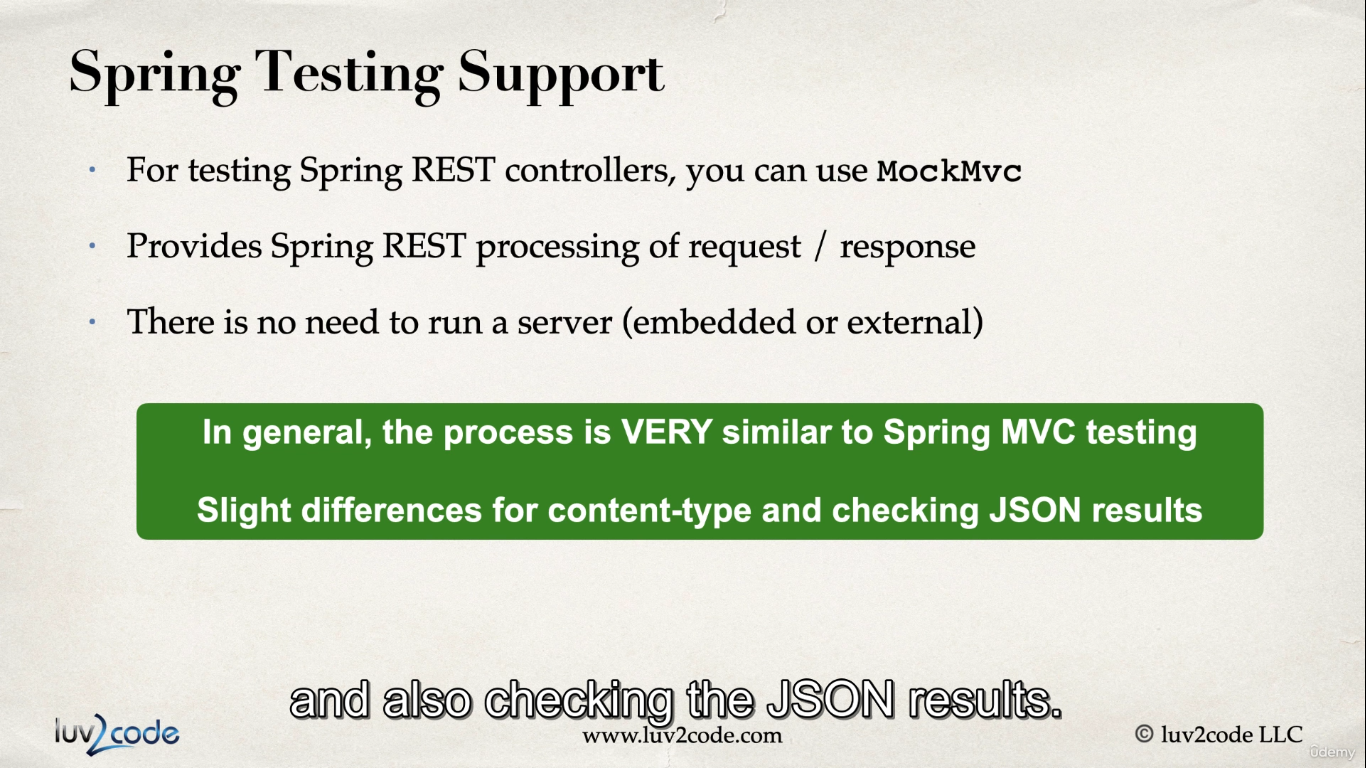 Spring Testing Support
• For testing Spring REST controllers, you can use MockMvc
• Provides Spring REST processing of request / response
• There is no need to run a server (embedded or external)
In general, the process is VERY similar to Spring MVC testing
Slight differences for content-type and checking JSON results
and also checking the JSON results.
luv2code
www.luv2code.com
© luv2code LLC
ûdemy